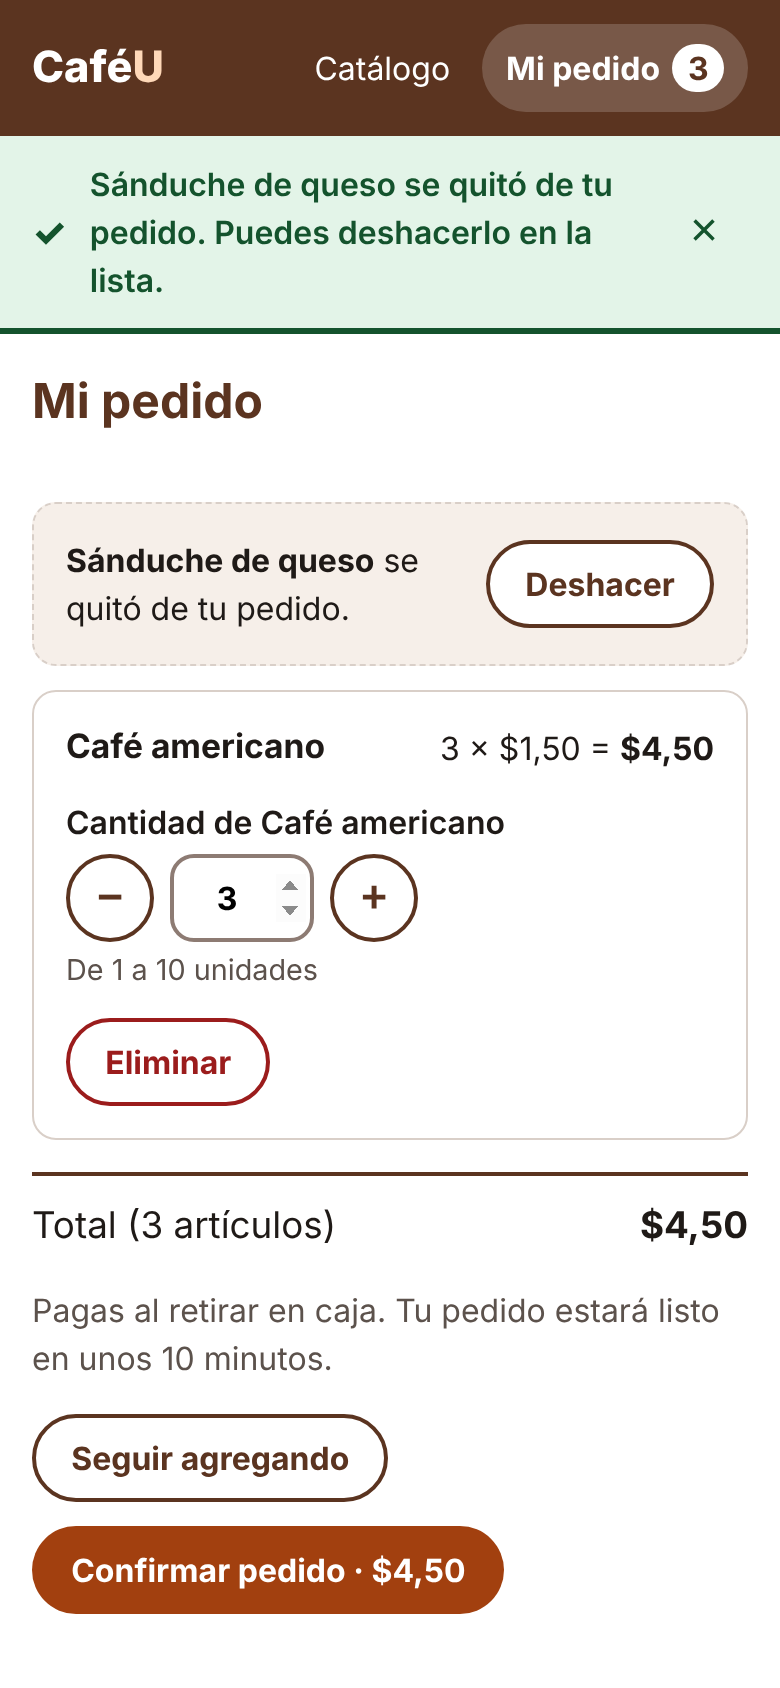 CaféU
Catálogo
Mi pedido 3
Sánduche de queso se quitó de tu
pedido. Puedes deshacerlo en la
lista.
Mi pedido
Sánduche de queso se
quitó de tu pedido.
Deshacer
Café americano
3 × $1,50 = $4,50
Cantidad de Café americano
− 3 +
De 1 a 10 unidades
Eliminar
Total (3 artículos)
$4,50
Pagas al retirar en caja. Tu pedido estará listo
en unos 10 minutos.
Seguir agregando
Confirmar pedido · $4,50